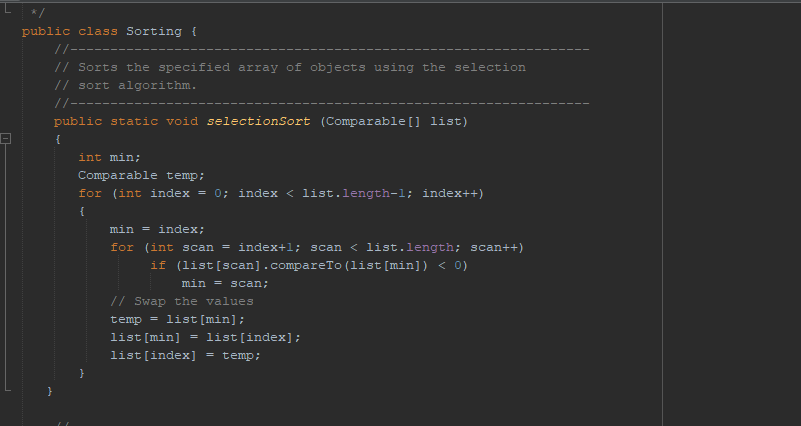 */
public class Sorting {
//-----------------------------------------------------------------
// Sorts the specified array of objects using the selection
// sort algorithm.
//-----------------------------------------------------------------
public static void selectionSort (Comparable[] list)
{
int min;
Comparable temp;
for (int index = 0; index < list.length-1; index++)
{
min = index;
for (int scan = index+1; scan < list.length; scan++)
if (list[scan].compareTo(list[min]) < 0)
min = scan;
// Swap the values
temp = list[min];
list[min] = list[index];
list[index] = temp;
}
}